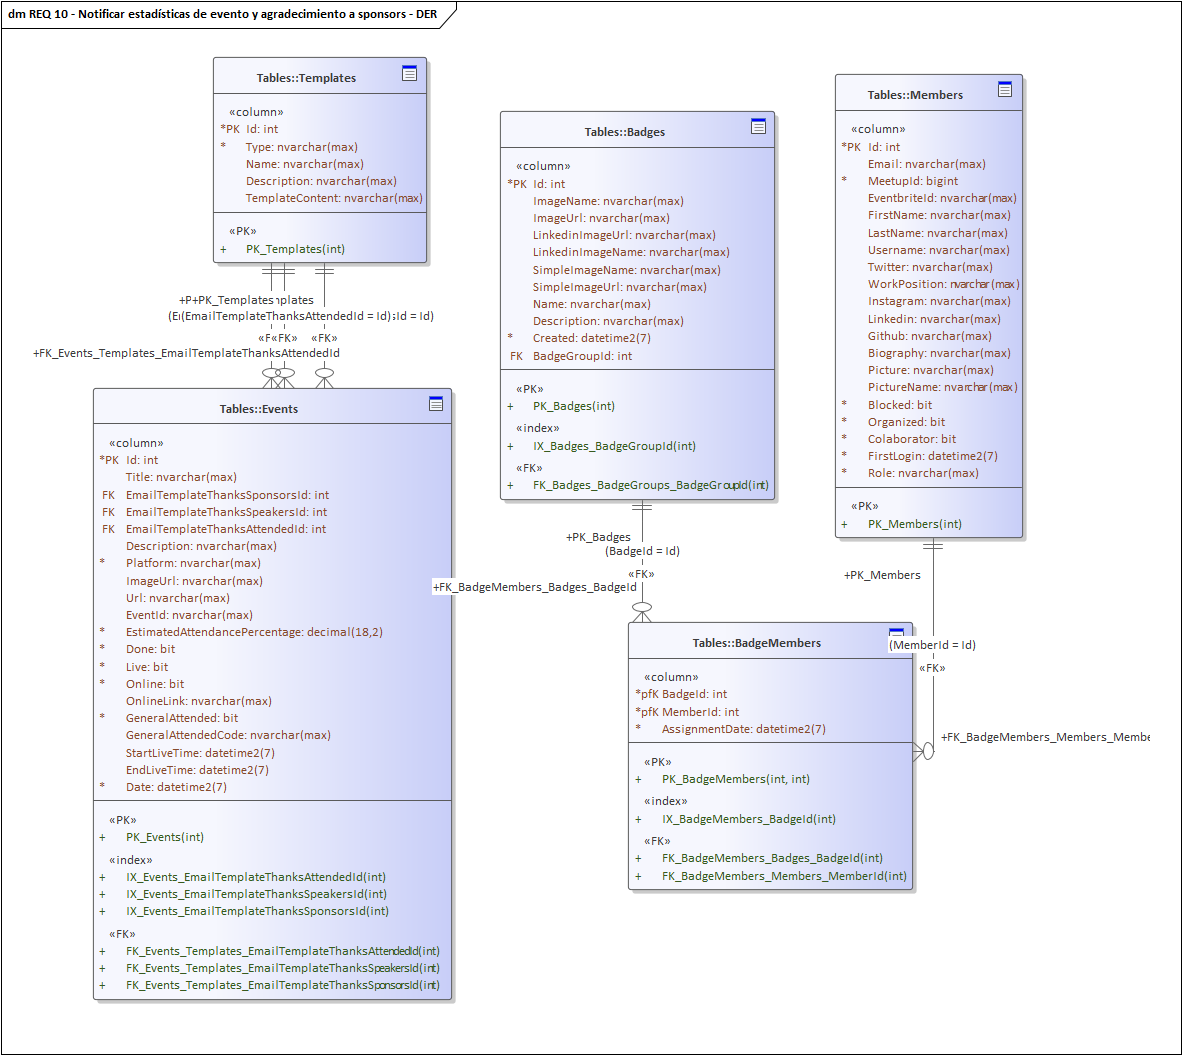 dm REQ 10 - Notificar estadísticas de evento y agradecimiento a sponsors - DER
Tables::Templates
«column»
*PK Id: int
* Type: nvarchar(max)
Name: nvarchar(max)
Description: nvarchar(max)
TemplateContent: nvarchar(max)
«PK»
+ PK_Templates(int)
+PK_Templates
(EmailTemplateThanksAttendedId = Id)
«FK»
«FK»
+FK_Events_Templates_EmailTemplateThanksAttendedId
Tables::Events
«column»
*PK Id: int
Title: nvarchar(max)
FK EmailTemplateThanksSponsorsId: int
FK EmailTemplateThanksSpeakersId: int
FK EmailTemplateThanksAttendedId: int
Description: nvarchar(max)
* Platform: nvarchar(max)
ImageUrl: nvarchar(max)
Url: nvarchar(max)
EventId: nvarchar(max)
* EstimatedAttendancePercentage: decimal(18,2)
* Done: bit
* Live: bit
* Online: bit
OnlineLink: nvarchar(max)
* GeneralAttended: bit
GeneralAttendedCode: nvarchar(max)
StartLiveTime: datetime2(7)
EndLiveTime: datetime2(7)
* Date: datetime2(7)
«PK»
+ PK_Events(int)
«index»
+ IX_Events_EmailTemplateThanksAttendedId(int)
+ IX_Events_EmailTemplateThanksSpeakersId(int)
+ IX_Events_EmailTemplateThanksSponsorsId(int)
«FK»
+ FK_Events_Templates_EmailTemplateThanksAttendedId(int)
+ FK_Events_Templates_EmailTemplateThanksSpeakersId(int)
+ FK_Events_Templates_EmailTemplateThanksSponsorsId(int)
Tables::Badges
«column»
*PK Id: int
ImageName: nvarchar(max)
ImageUrl: nvarchar(max)
LinkedinImageUrl: nvarchar(max)
LinkedinImageName: nvarchar(max)
SimpleImageName: nvarchar(max)
SimpleImageUrl: nvarchar(max)
Name: nvarchar(max)
Description: nvarchar(max)
* Created: datetime2(7)
FK BadgeGroupId: int
«PK»
+ PK_Badges(int)
«index»
+ IX_Badges_BadgeGroupId(int)
«FK»
+ FK_Badges_BadgeGroups_BadgeGroupId(int)
+PK_Badges
(BadgeId = Id)
«FK»
+FK_BadgeMembers_Badges_BadgeId
Tables::Members
«column»
*PK Id: int
Email: nvarchar(max)
* MeetupId: bigint
EventbriteId: nvarchar(max)
FirstName: nvarchar(max)
LastName: nvarchar(max)
Username: nvarchar(max)
Twitter: nvarchar(max)
WorkPosition: nvarchar(max)
Instagram: nvarchar(max)
Linkedin: nvarchar(max)
Github: nvarchar(max)
Biography: nvarchar(max)
Picture: nvarchar(max)
PictureName: nvarchar(max)
* Blocked: bit
* Organized: bit
* Colaborator: bit
* FirstLogin: datetime2(7)
* Role: nvarchar(max)
«PK»
+ PK_Members(int)
+PK_Members
(MemberId = Id)
«FK»
+FK_BadgeMembers_Members_Membe
Tables::BadgeMembers
«column»
*pfK BadgeId: int
*pfK MemberId: int
* AssignmentDate: datetime2(7)
«PK»
+ PK_BadgeMembers(int, int)
«index»
+ IX_BadgeMembers_BadgeId(int)
«FK»
+ FK_BadgeMembers_Badges_BadgeId(int)
+ FK_BadgeMembers_Members_MemberId(int)